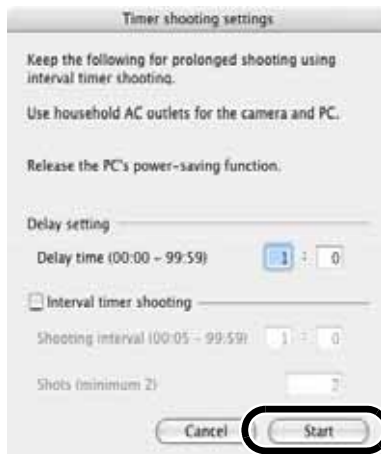 Timer shooting settings
Keep the following for prolonged shooting using
interval timer shooting.
Use household AC outlets for the camera and PC.
Release the PC's power-saving function.
Delay setting
Delay time (00:00 – 99:59) 1 : 0
Interval timer shooting
Shooting interval (00:05 – 99:59) 1 : 0
Shots (minimum 2) 2
Cancel Start